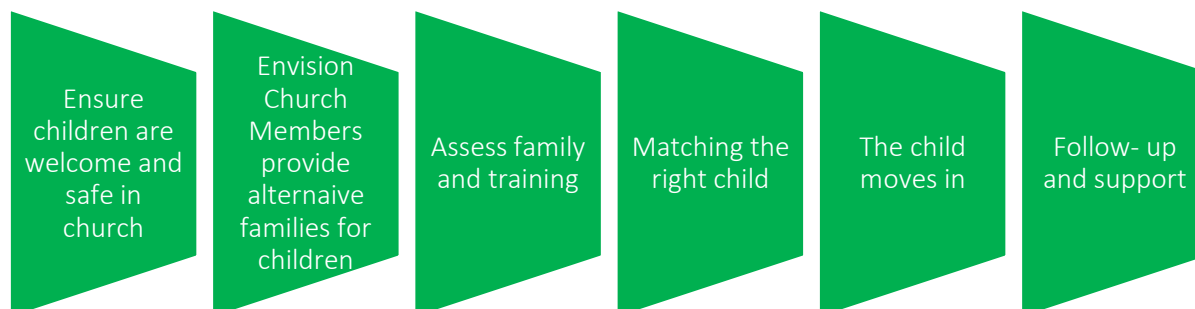 Ensure
children are
welcome and
safe in
church
Envision
Church
Members
provide
alternaive
families for
children
Assess family
and training
Matching the
right child
The child
moves in
Follow- up
and support